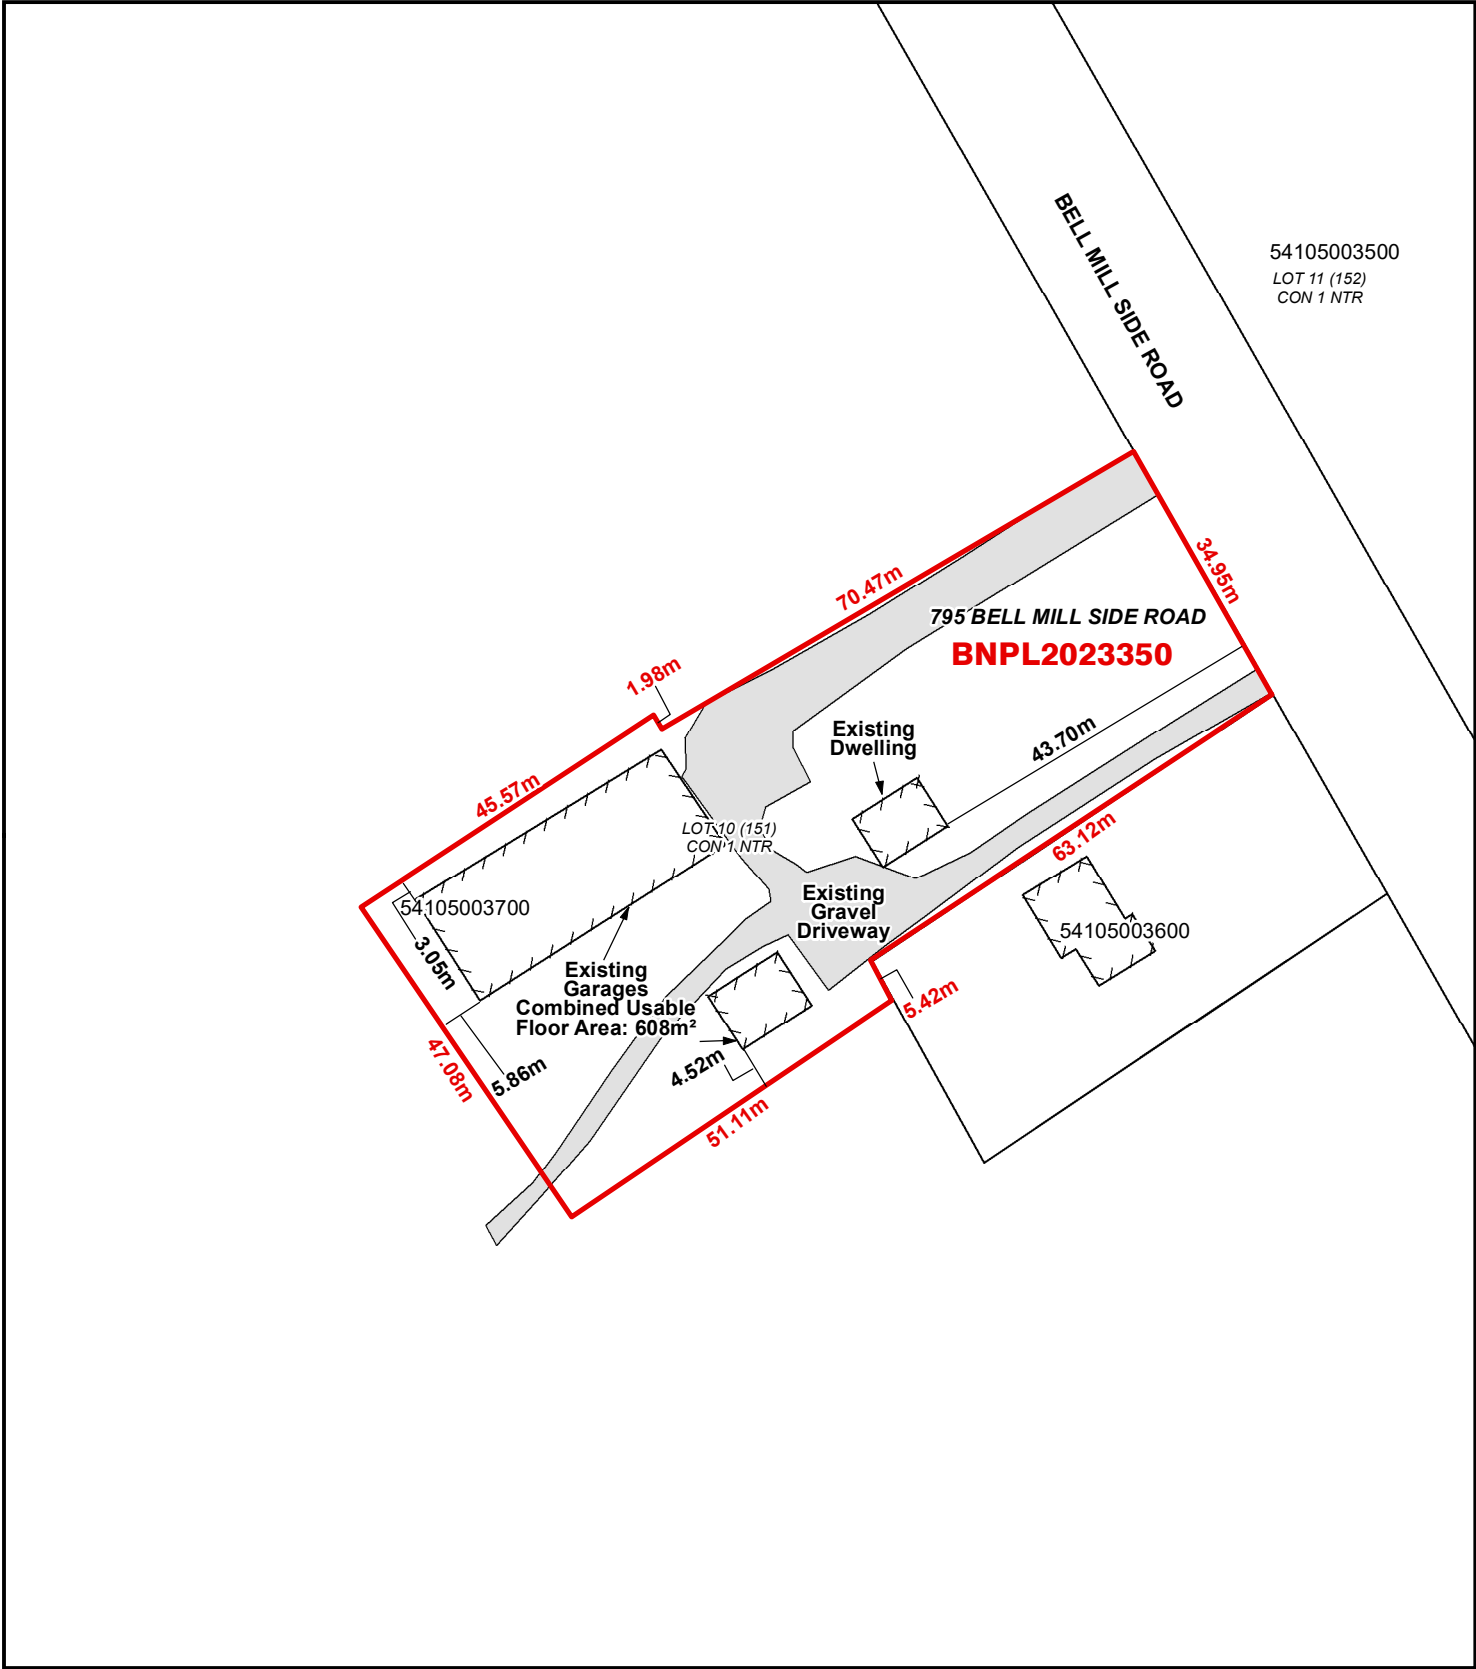 BELL MILL SIDE ROAD
54105003500
LOT 11 (152)
CON 1 NTR
34.95m
70.47m
795 BELL MILL SIDE ROAD
BNPL2023350
1.98m
Existing
Dwelling
43.70m
45.57m
LOT 10 (151)
CON 1 NTR
63.12m
54105003700
Existing
Gravel
Driveway
54105003600
3.05m
Existing
Garages
Combined Usable
Floor Area: 608m²
5.42m
47.08m
5.86m
4.52m
51.11m